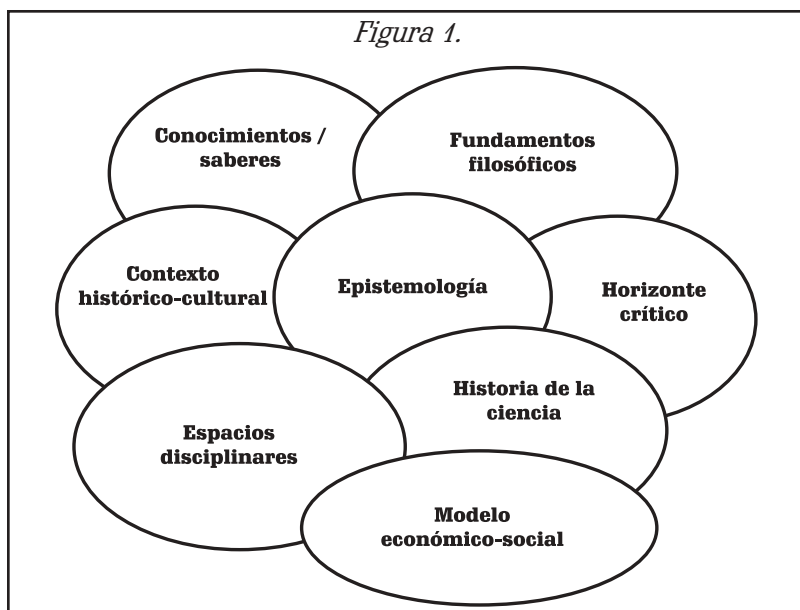 Figura 1.
Conocimientos /
saberes
Fundamentos
filosóficos
Contexto
histórico-cultural
Epistemología
Horizonte
crítico
Historia de la
ciencia
Espacios
disciplinares
Modelo
económico-social